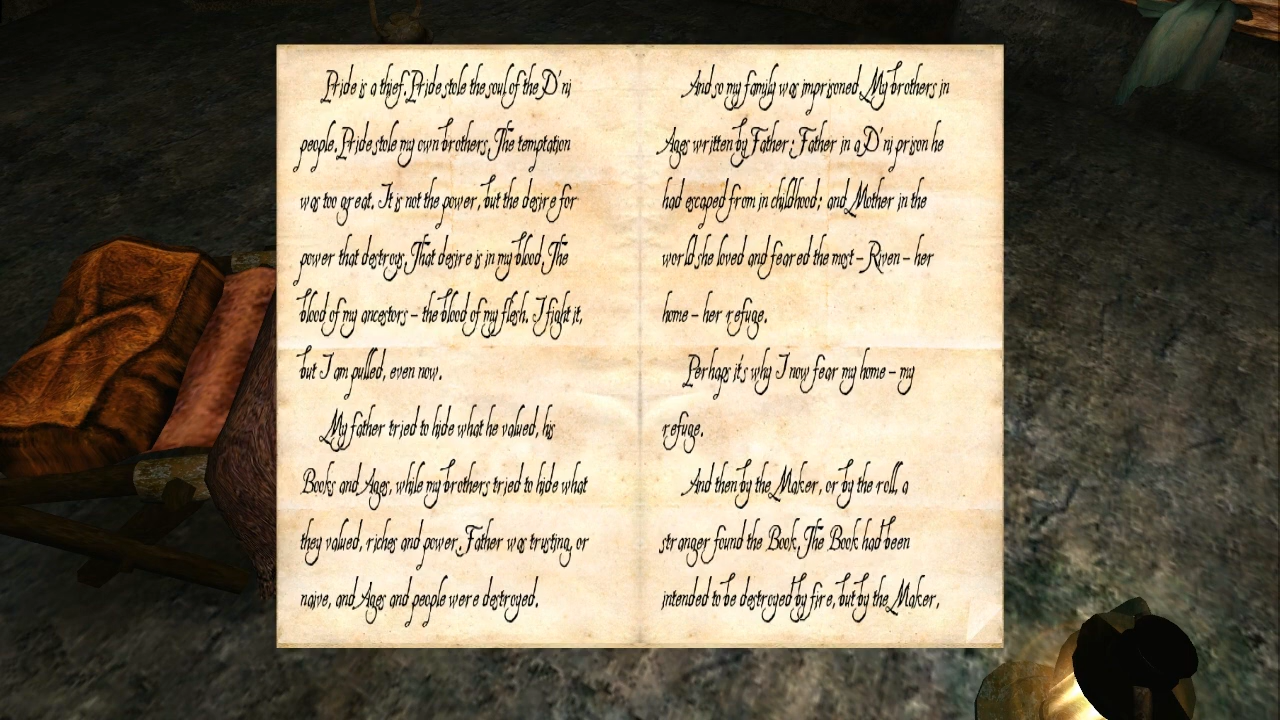 Pride is a thief. Pride stole the soul of the D'ni
people. Pride stole my own brothers. The temptation
was too great. It is not the power, but the desire for
power that destroys. That desire is in my blood. The
blood of my ancestors – the blood of my flesh. I fight it,
but I am pulled, even now.
My father tried to hide what he valued, his
Books and Ages, while my brothers tried to hide what
they valued, riches and power. Father was trusting, or
naive, and Ages and people were destroyed.
And so my family was imprisoned. My brothers in
Ages written by Father; Father in a D'ni prison he
had escaped from in childhood; and Mother in the
world she loved and feared the most – Riven – her
home – her refuge.
Perhaps it's why I now fear my home – my
refuge.
And then by the Maker, or by the roll, a
stranger found the Book. The Book had been
intended to be destroyed by fire, but by the Maker,